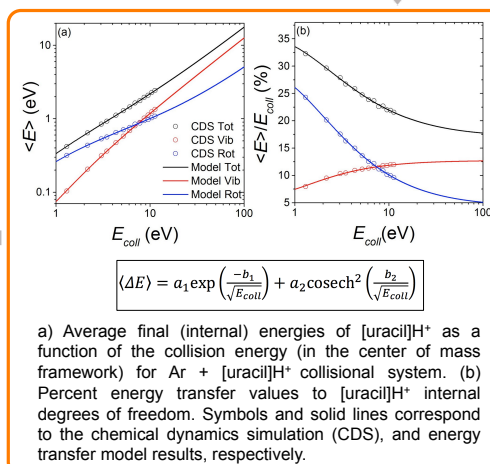 (a)
(b)
<E> (eV)
10
1
0.1
CDS Tot
CDS Vib
CDS Rot
Model Tot
Model Vib
Model Rot
1
10
100
E_coll (eV)
<E>/E_coll (%)
35
30
25
20
15
10
5
1
10
100
E_coll(eV)
⟨ΔE⟩ = a₁exp(−b₁/√E_coll) + a₂cosech²(b₂/√E_coll)
a) Average final (internal) energies of [uracil]H⁺ as a
function of the collision energy (in the center of mass
framework) for Ar + [uracil]H⁺ collisional system. (b)
Percent energy transfer values to [uracil]H⁺ internal
degrees of freedom. Symbols and solid lines correspond
to the chemical dynamics simulation (CDS), and energy
transfer model results, respectively.